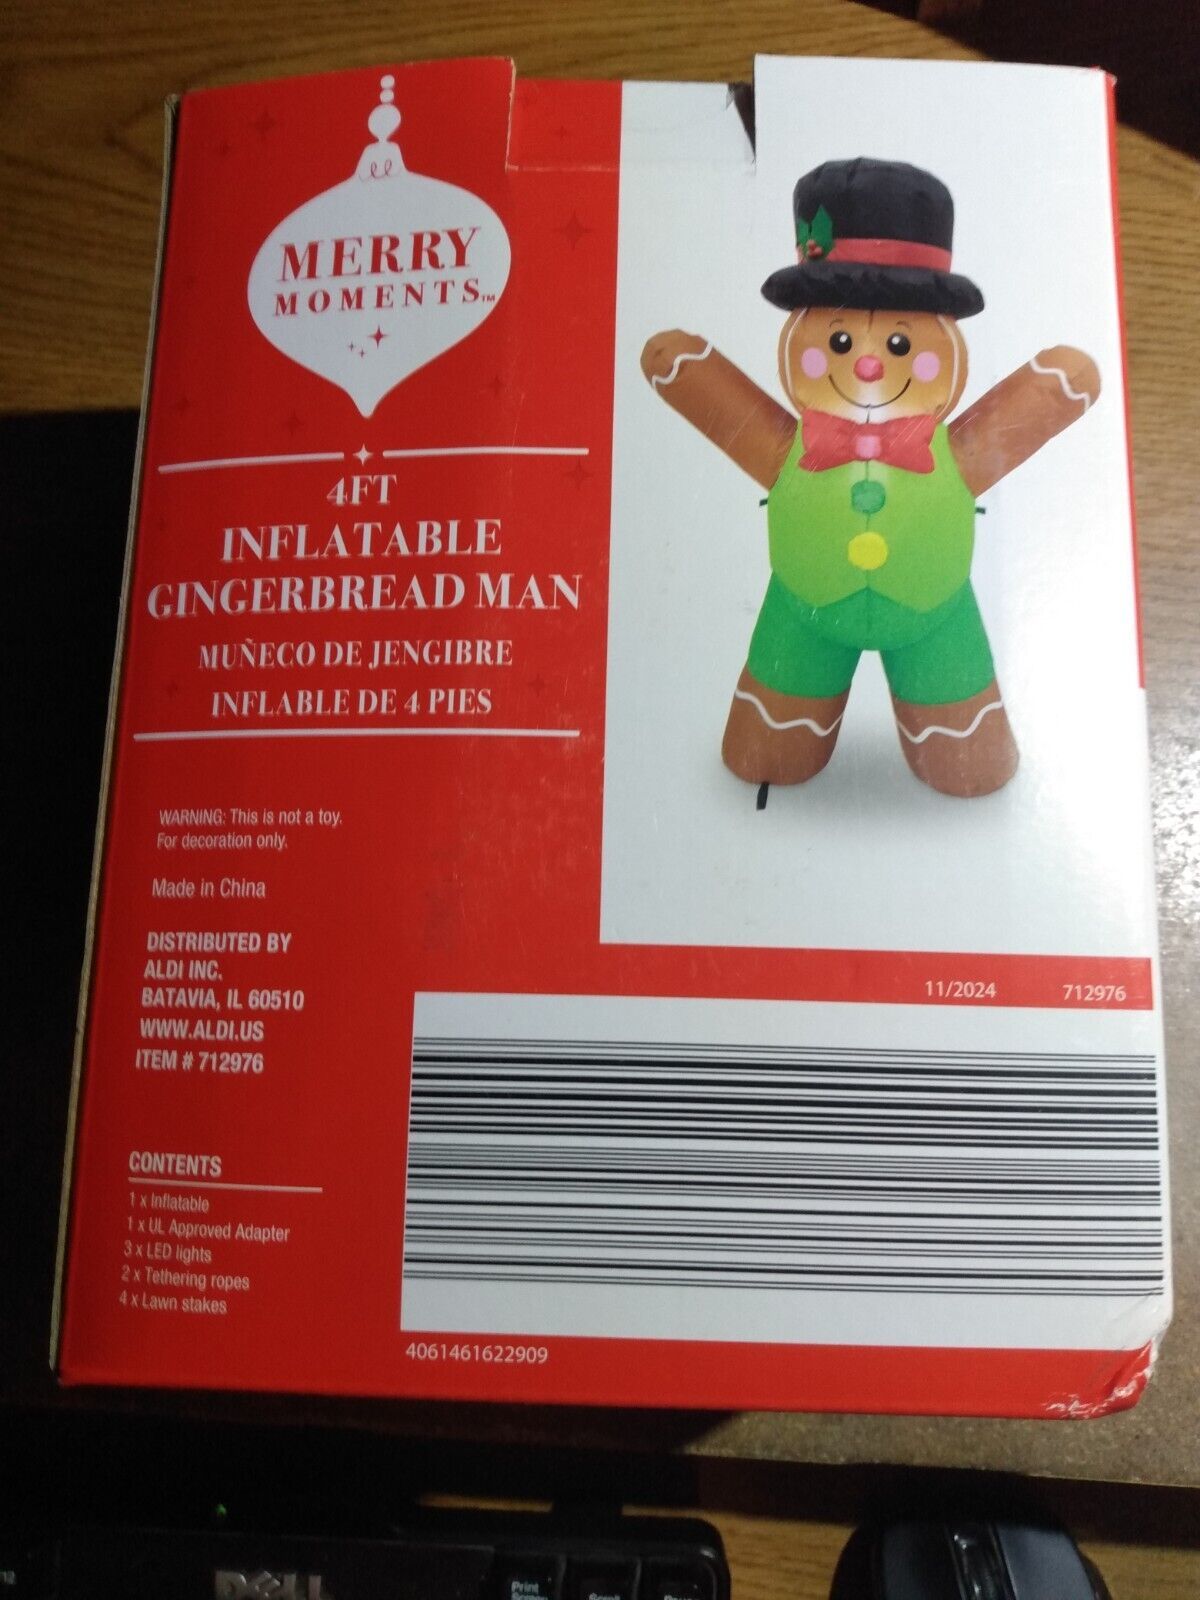 MERRY
MOMENTS™
4FT
INFLATABLE
GINGERBREAD MAN
MUÑECO DE JENGIBRE
INFLABLE DE 4 PIES
WARNING: This is not a toy.
For decoration only.
Made in China
DISTRIBUTED BY
ALDI INC.
BATAVIA, IL 60510
WWW.ALDI.US
ITEM # 712976
CONTENTS
1 x Inflatable
1 x UL Approved Adapter
3 x LED lights
2 x Tethering ropes
4 x Lawn stakes
11/2024 712976
4061461622909
DELL
Print